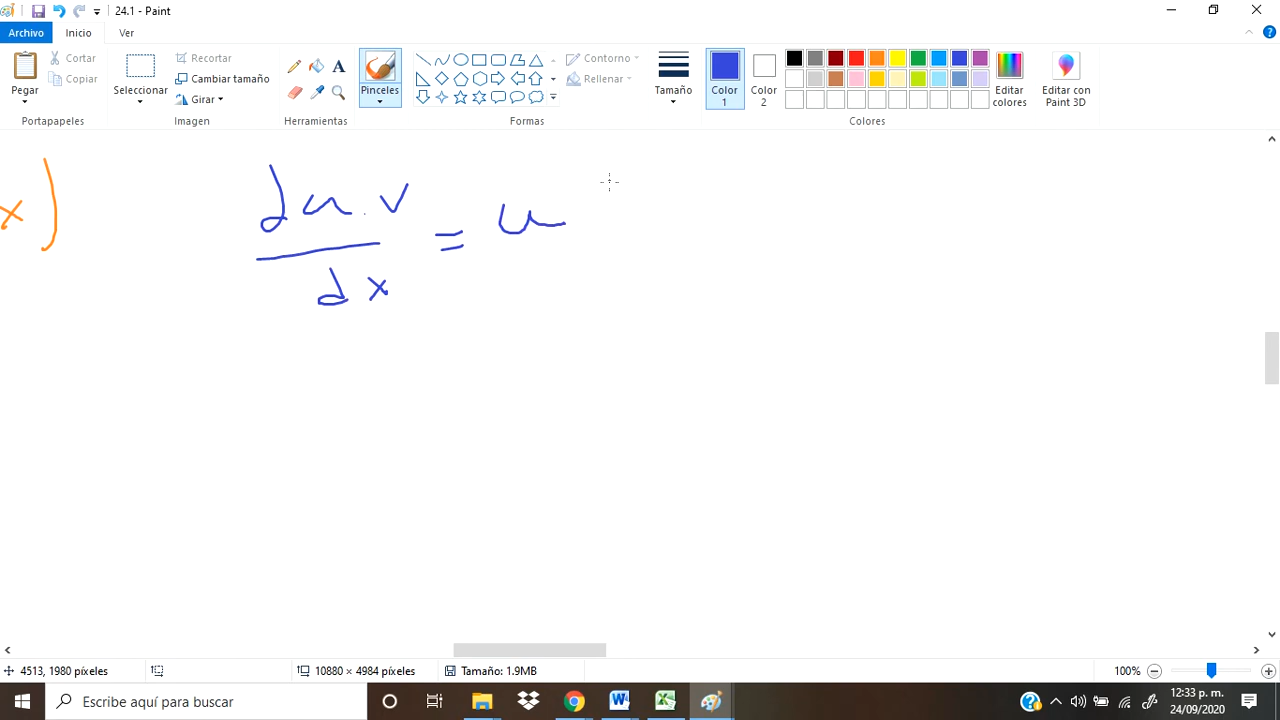 24.1 - Paint
Archivo Inicio Ver
Pegar
Cortar
Copiar
Portapapeles
Seleccionar
Recortar
Cambiar tamaño
Girar
Imagen
A
Herramientas
Pinceles
Formas
Contorno
Rellenar
Tamaño
Color 1
Color 2
Colores
Editar colores
Editar con Paint 3D
x)
du.v
dx
= u
4513, 1980 píxeles
10880 × 4984 píxeles
Tamaño: 1.9MB
100%
Escribe aquí para buscar
12:33 p. m.
24/09/2020